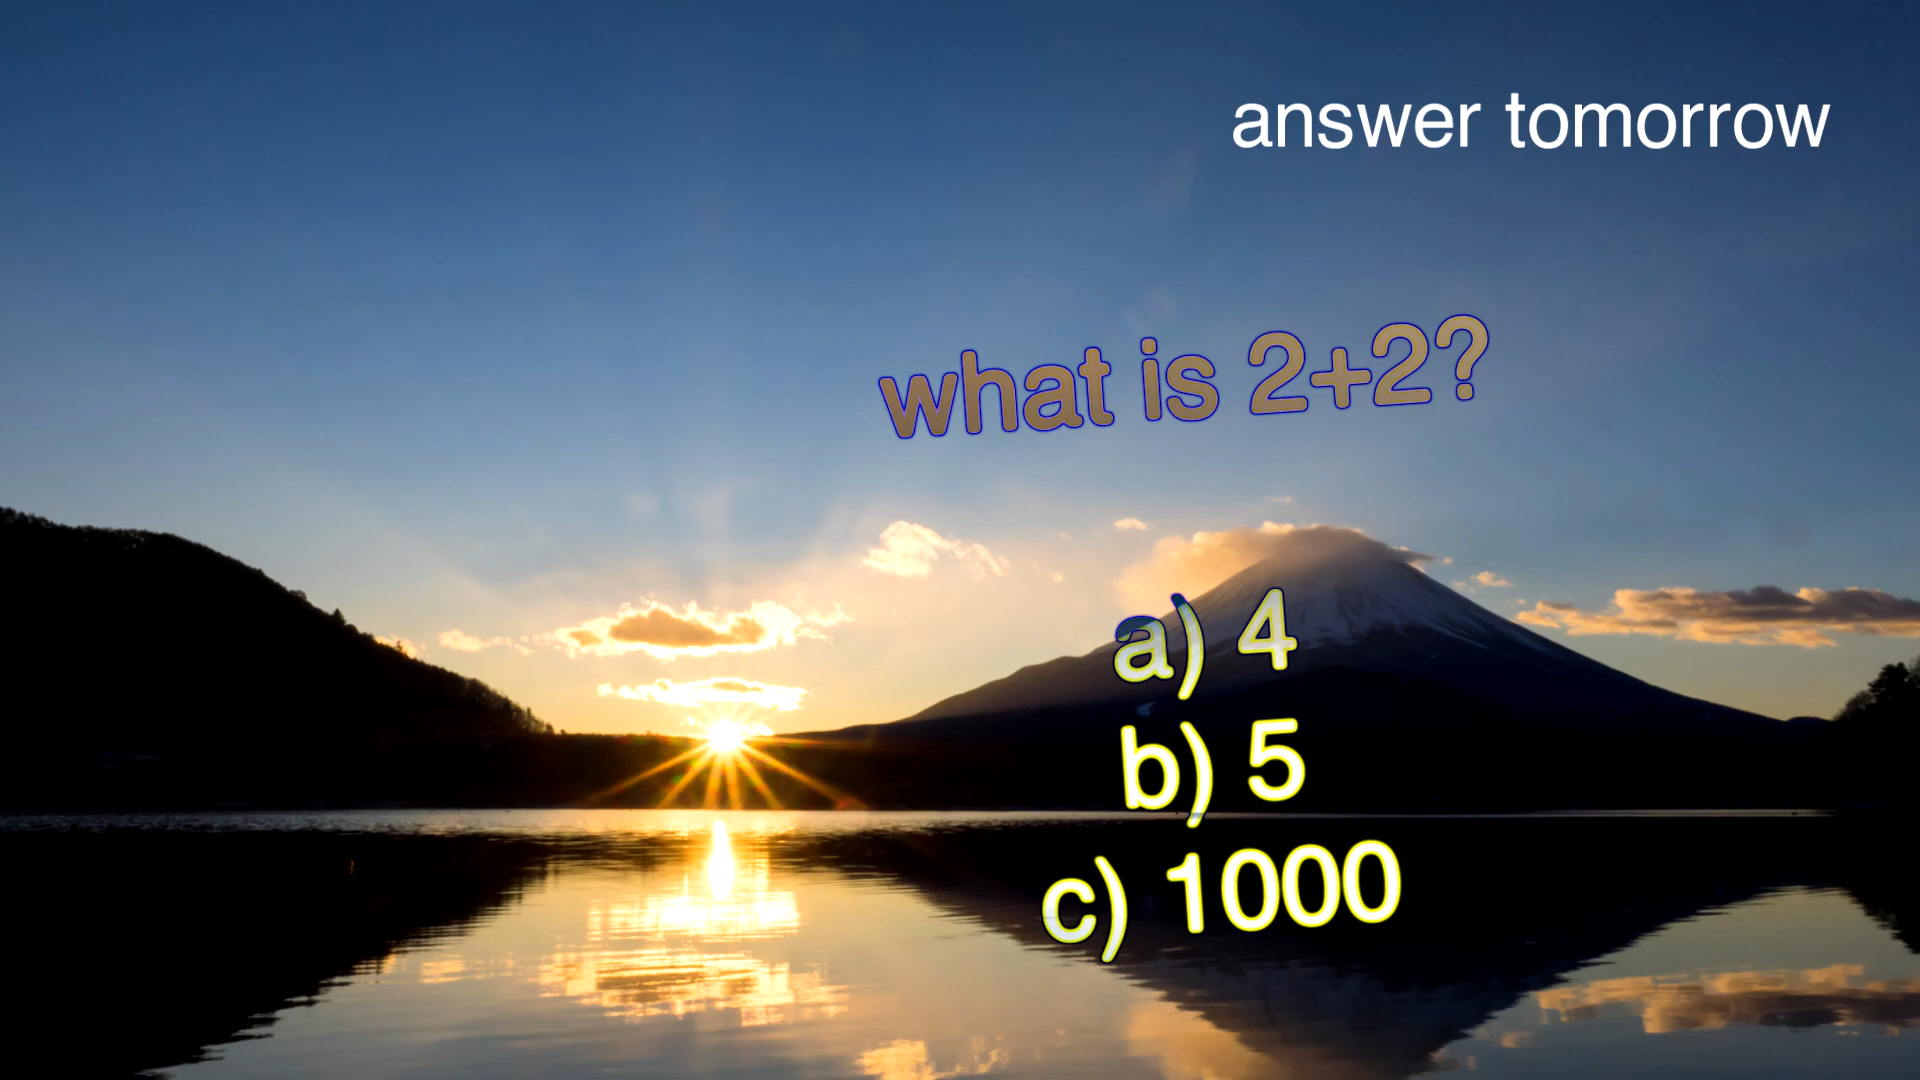 answer tomorrow
what is 2+2?
a) 4
b) 5
c) 1000